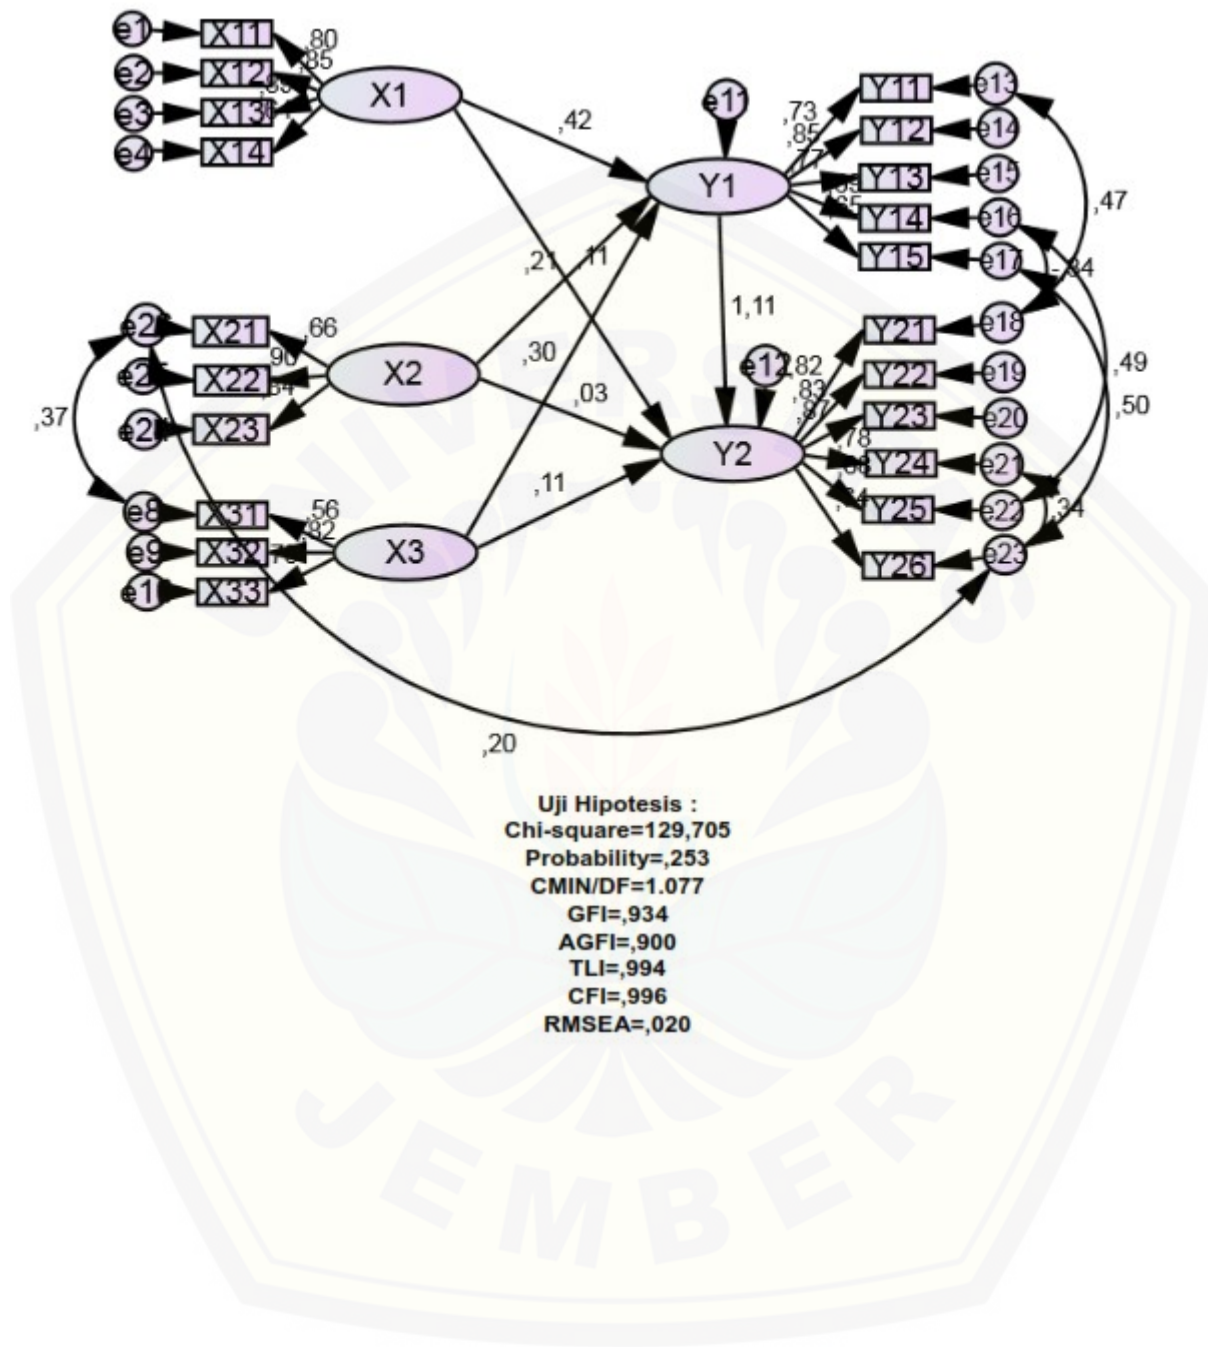 e1
X11
,80
e2
X12
,85
e3
X13
e4
X14
X1
,42
e11
Y1
,73
,85
,77
,65
Y11
e13
Y12
e14
Y13
e15
Y14
e16
Y15
e17
,47
-,34
,21
,11
1,11
X21
,66
X22
,90
X23
X2
,30
,03
e12
Y2
,82
,83
,87
,78
Y21
e18
Y22
e19
Y23
e20
Y24
e21
Y25
e22
Y26
e23
,49
,50
,34
,37
e8
X31
,56
e9
X32
,82
X33
X3
,11
,20
Uji Hipotesis :
Chi-square=129,705
Probability=,253
CMIN/DF=1.077
GFI=,934
AGFI=,900
TLI=,994
CFI=,996
RMSEA=,020
UNIVERSITAS
JEMBER